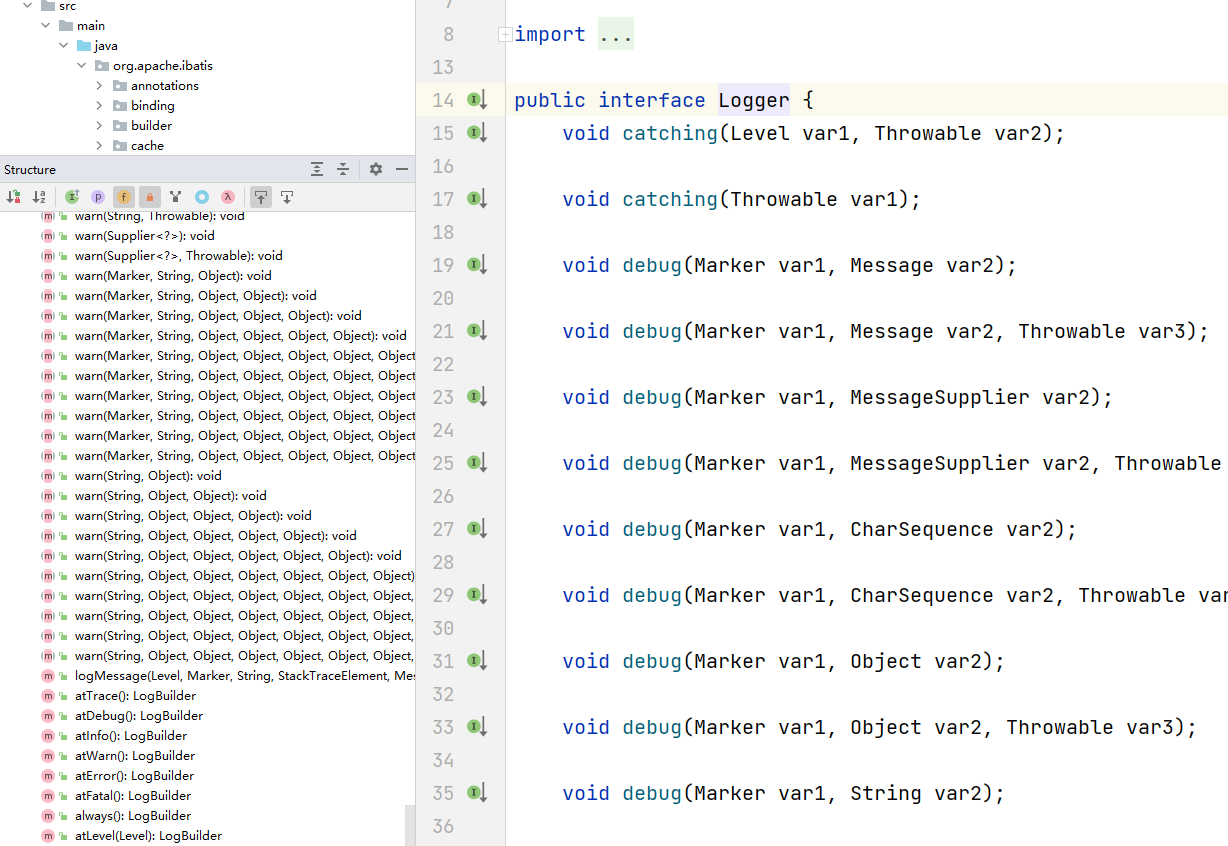 src
main
java
org.apache.ibatis
annotations
binding
builder
cache
Structure
warn(String, Throwable): void
warn(Supplier<?>): void
warn(Supplier<?>, Throwable): void
warn(Marker, String, Object): void
warn(Marker, String, Object, Object): void
warn(Marker, String, Object, Object, Object): void
warn(Marker, String, Object, Object, Object, Object): void
warn(Marker, String, Object, Object, Object, Object, Object
warn(Marker, String, Object, Object, Object, Object, Object
warn(Marker, String, Object, Object, Object, Object, Object
warn(Marker, String, Object, Object, Object, Object, Object
warn(Marker, String, Object, Object, Object, Object, Object
warn(Marker, String, Object, Object, Object, Object, Object
warn(String, Object): void
warn(String, Object, Object): void
warn(String, Object, Object, Object): void
warn(String, Object, Object, Object, Object): void
warn(String, Object, Object, Object, Object, Object): void
warn(String, Object, Object, Object, Object, Object, Object)
warn(String, Object, Object, Object, Object, Object, Object,
warn(String, Object, Object, Object, Object, Object, Object,
warn(String, Object, Object, Object, Object, Object, Object,
warn(String, Object, Object, Object, Object, Object, Object,
logMessage(Level, Marker, String, StackTraceElement, Mes
atTrace(): LogBuilder
atDebug(): LogBuilder
atInfo(): LogBuilder
atWarn(): LogBuilder
atError(): LogBuilder
atFatal(): LogBuilder
always(): LogBuilder
atLevel(Level): LogBuilder
7
8 import ...
13
14 public interface Logger {
15 void catching(Level var1, Throwable var2);
16
17 void catching(Throwable var1);
18
19 void debug(Marker var1, Message var2);
20
21 void debug(Marker var1, Message var2, Throwable var3);
22
23 void debug(Marker var1, MessageSupplier var2);
24
25 void debug(Marker var1, MessageSupplier var2, Throwable
26
27 void debug(Marker var1, CharSequence var2);
28
29 void debug(Marker var1, CharSequence var2, Throwable var
30
31 void debug(Marker var1, Object var2);
32
33 void debug(Marker var1, Object var2, Throwable var3);
34
35 void debug(Marker var1, String var2);
36